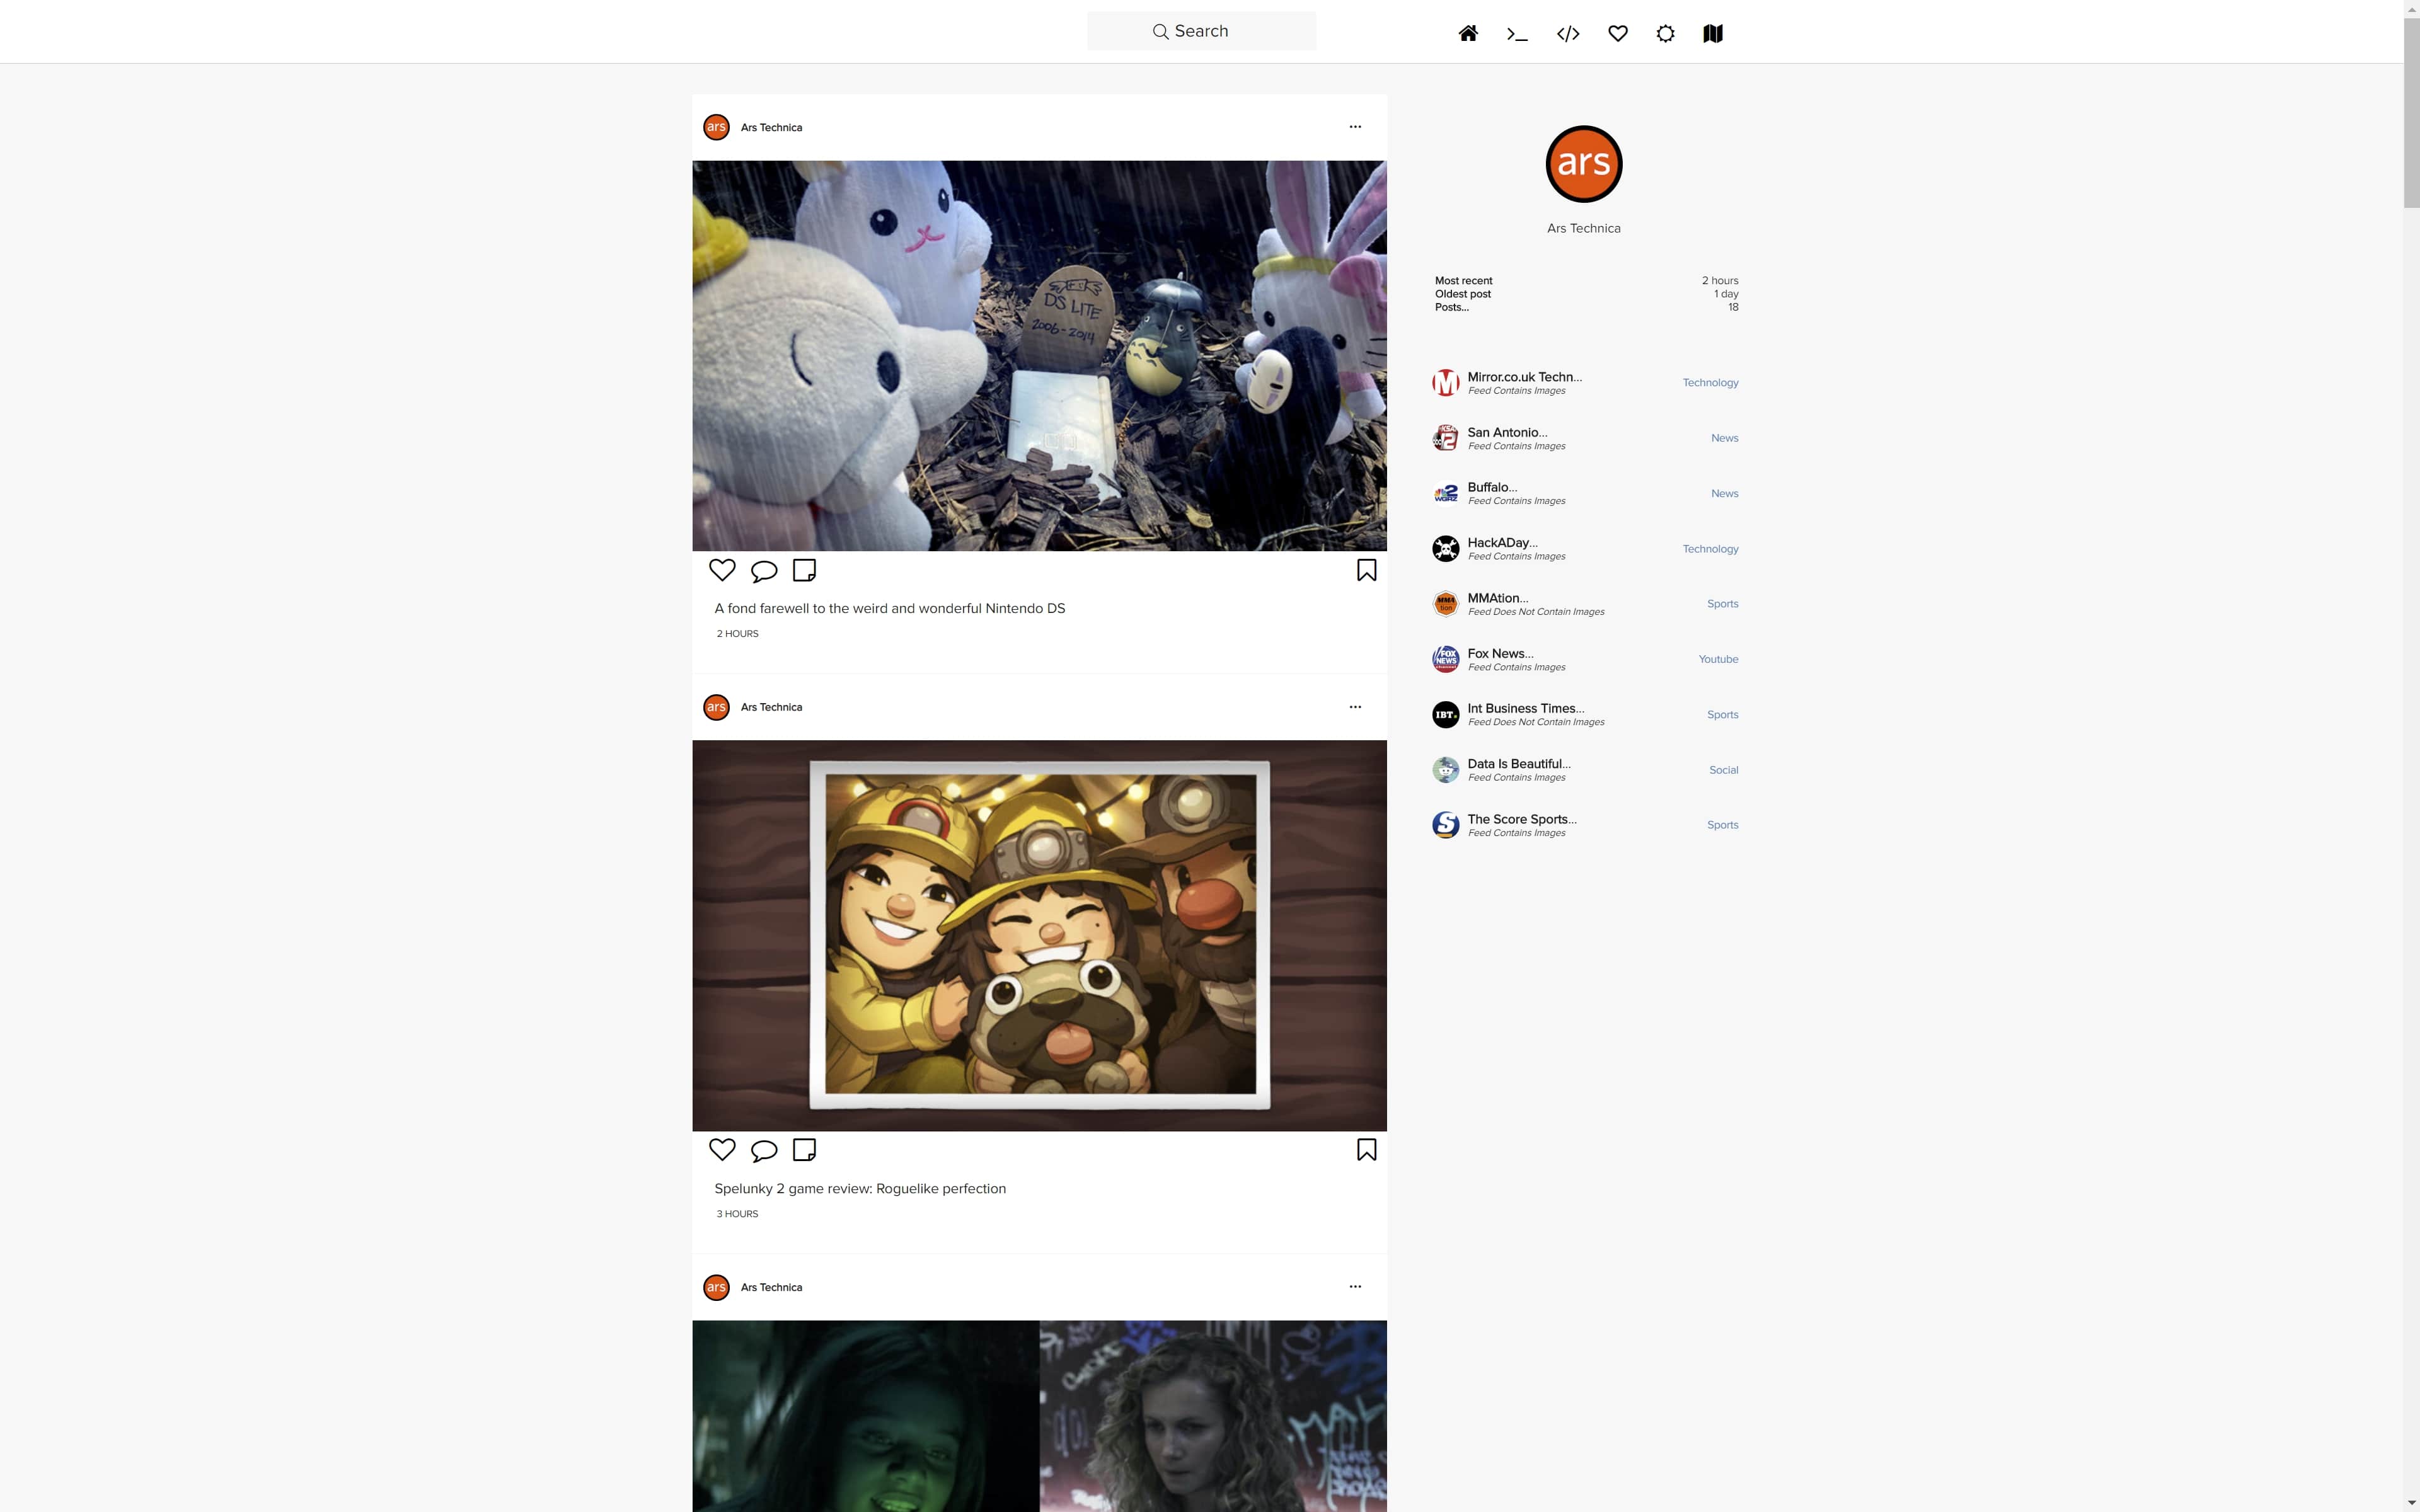 Search
>_
</>
ars Ars Technica ...
DS LITE
2006-2014
A fond farewell to the weird and wonderful Nintendo DS
2 HOURS
ars Ars Technica ...
Spelunky 2 game review: Roguelike perfection
3 HOURS
ars Ars Technica ...
ars
Ars Technica
Most recent 2 hours
Oldest post 1 day
Posts... 18
M Mirror.co.uk Techn... Technology
Feed Contains Images
San Antonio... News
Feed Contains Images
Buffalo... News
Feed Contains Images
HackADay... Technology
Feed Contains Images
MMAtion... Sports
Feed Does Not Contain Images
FOX NEWS channel Fox News... Youtube
Feed Contains Images
IBT. Int Business Times... Sports
Feed Does Not Contain Images
Data Is Beautiful... Social
Feed Contains Images
S The Score Sports... Sports
Feed Contains Images